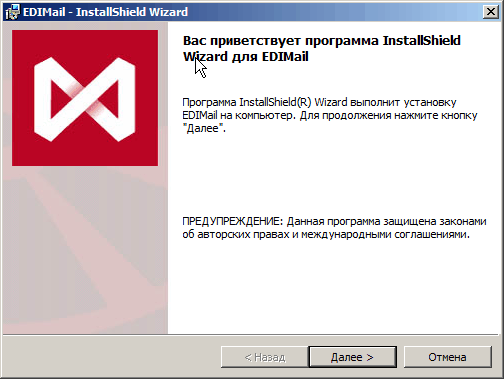 EDIMail - InstallShield Wizard
Вас приветствует программа InstallShield
Wizard для EDIMail
Программа InstallShield(R) Wizard выполнит установку
EDIMail на компьютер. Для продолжения нажмите кнопку
"Далее".
ПРЕДУПРЕЖДЕНИЕ: Данная программа защищена законами
об авторских правах и международными соглашениями.
< Назад
Далее >
Отмена